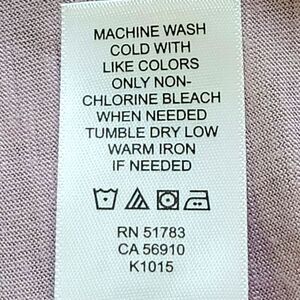 MACHINE WASH
COLD WITH
LIKE COLORS
ONLY NON-
CHLORINE BLEACH
WHEN NEEDED
TUMBLE DRY LOW
WARM IRON
IF NEEDED
RN 51783
CA 56910
K1015